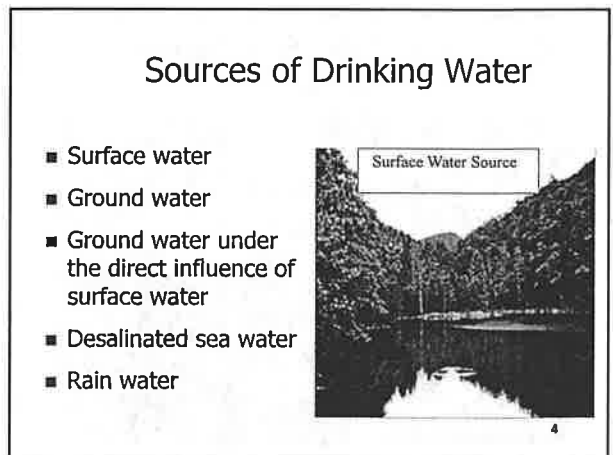 Sources of Drinking Water
■ Surface water
■ Ground water
■ Ground water under
the direct influence of
surface water
■ Desalinated sea water
■ Rain water
Surface Water Source
4